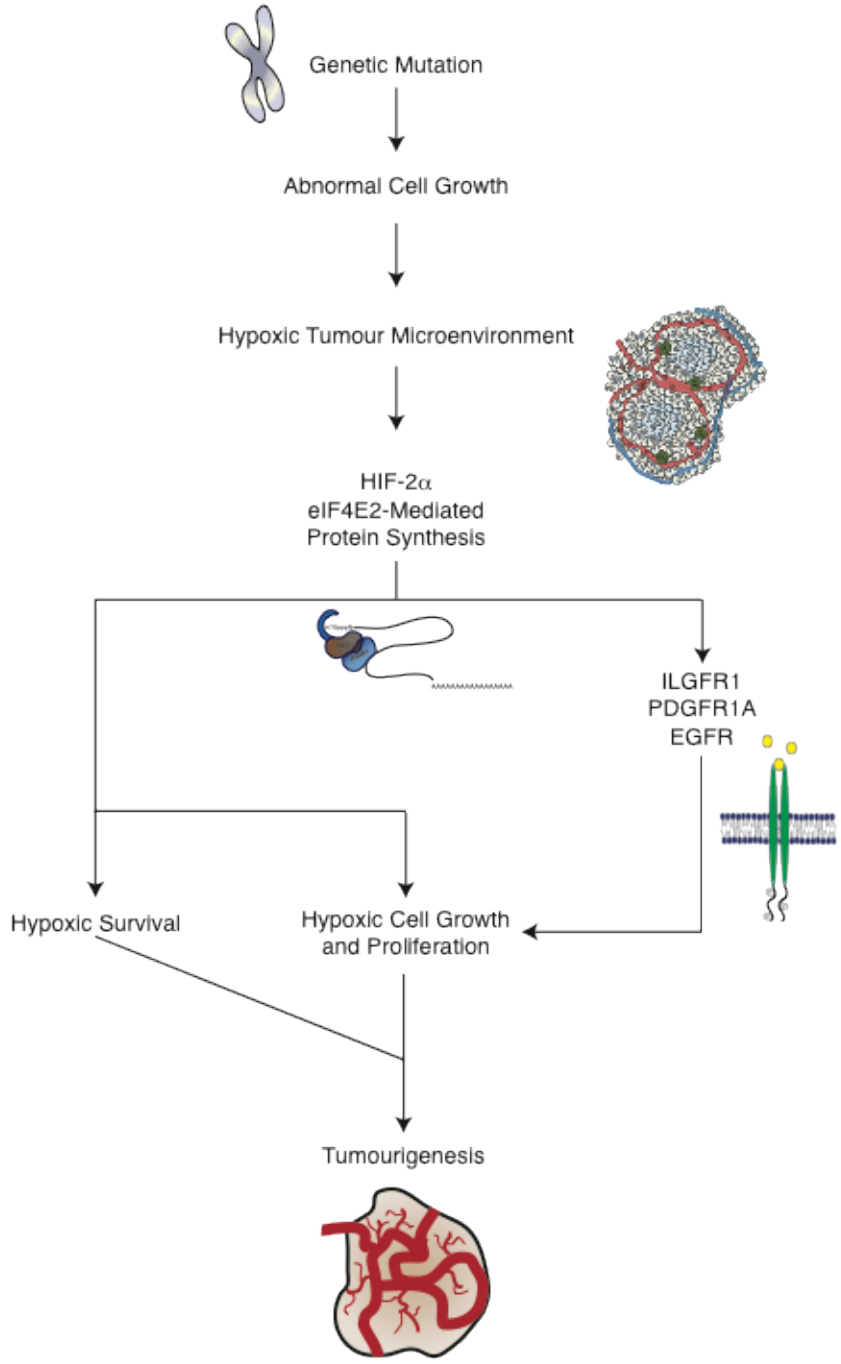 Genetic Mutation
Abnormal Cell Growth
Hypoxic Tumour Microenvironment
HIF-2α
eIF4E2-Mediated
Protein Synthesis
AAAAAAAAAAAAAAAAAA
ILGFR1
PDGFR1A
EGFR
Hypoxic Survival
Hypoxic Cell Growth
and Proliferation
Tumourigenesis